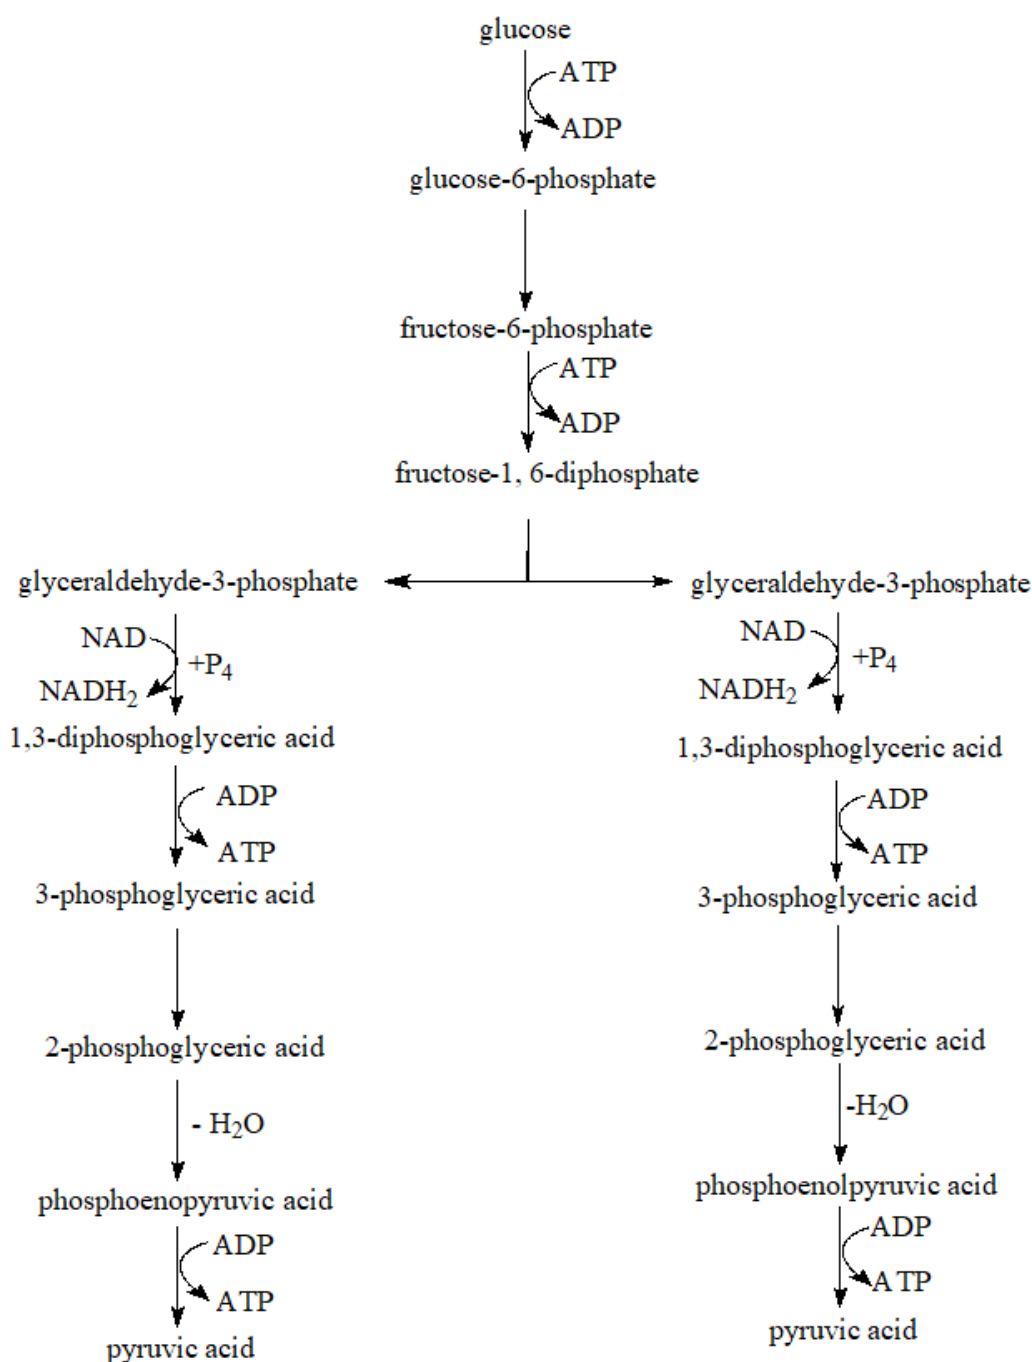 glucose
ATP
ADP
glucose-6-phosphate
fructose-6-phosphate
ATP
ADP
fructose-1, 6-diphosphate
glyceraldehyde-3-phosphate
NAD
+P₄
NADH₂
1,3-diphosphoglyceric acid
ADP
ATP
3-phosphoglyceric acid
2-phosphoglyceric acid
- H₂O
phosphoenopyruvic acid
ADP
ATP
pyruvic acid
glyceraldehyde-3-phosphate
NAD
+P₄
NADH₂
1,3-diphosphoglyceric acid
ADP
ATP
3-phosphoglyceric acid
2-phosphoglyceric acid
-H₂O
phosphoenolpyruvic acid
ADP
ATP
pyruvic acid